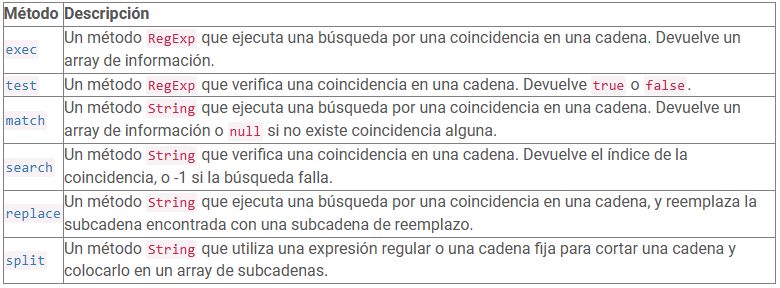 Método Descripción
exec Un método RegExp que ejecuta una búsqueda por una coincidencia en una cadena. Devuelve un
array de información.
test Un método RegExp que verifica una coincidencia en una cadena. Devuelve true o false.
match Un método String que ejecuta una búsqueda por una coincidencia en una cadena. Devuelve un
array de información o null si no existe coincidencia alguna.
search Un método String que verifica una coincidencia en una cadena. Devuelve el índice de la
coincidencia, o -1 si la búsqueda falla.
replace Un método String que ejecuta una búsqueda por una coincidencia en una cadena, y reemplaza la
subcadena encontrada con una subcadena de reemplazo.
split Un método String que utiliza una expresión regular o una cadena fija para cortar una cadena y
colocarlo en un array de subcadenas.